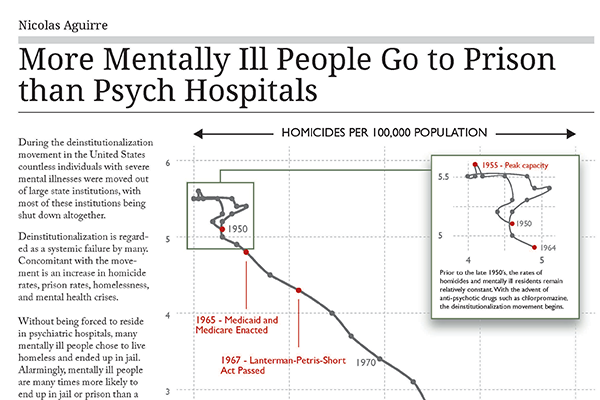 Nicolas Aguirre
More Mentally Ill People Go to Prison
than Psych Hospitals
During the deinstitutionalization
movement in the United States
countless individuals with severe
mental illnesses were moved out
of large state institutions, with
most of these institutions being
shut down altogether.
Deinstitutionalization is regard-
ed as a systemic failure by many.
Concomitant with the move-
ment is an increase in homicide
rates, prison rates, homelessness,
and mental health crises.
Without being forced to reside
in psychiatric hospitals, many
mentally ill people chose to live
homeless and ended up in jail.
Alarmingly, mentally ill people
are many times more likely to
end up in jail or prison than a
HOMICIDES PER 100,000 POPULATION
6
5
4
3
1950
1965 - Medicaid and
Medicare Enacted
1967 - Lanterman-Petris-Short
Act Passed
1970
1955 - Peak capacity
5.5
1950
5
1964
4
5
Prior to the late 1950's, the rates of
homicides and mentally ill residents remain
relatively constant. With the advent of
anti-psychotic drugs such as chlorpromazine,
the deinstitutionalization movement begins.